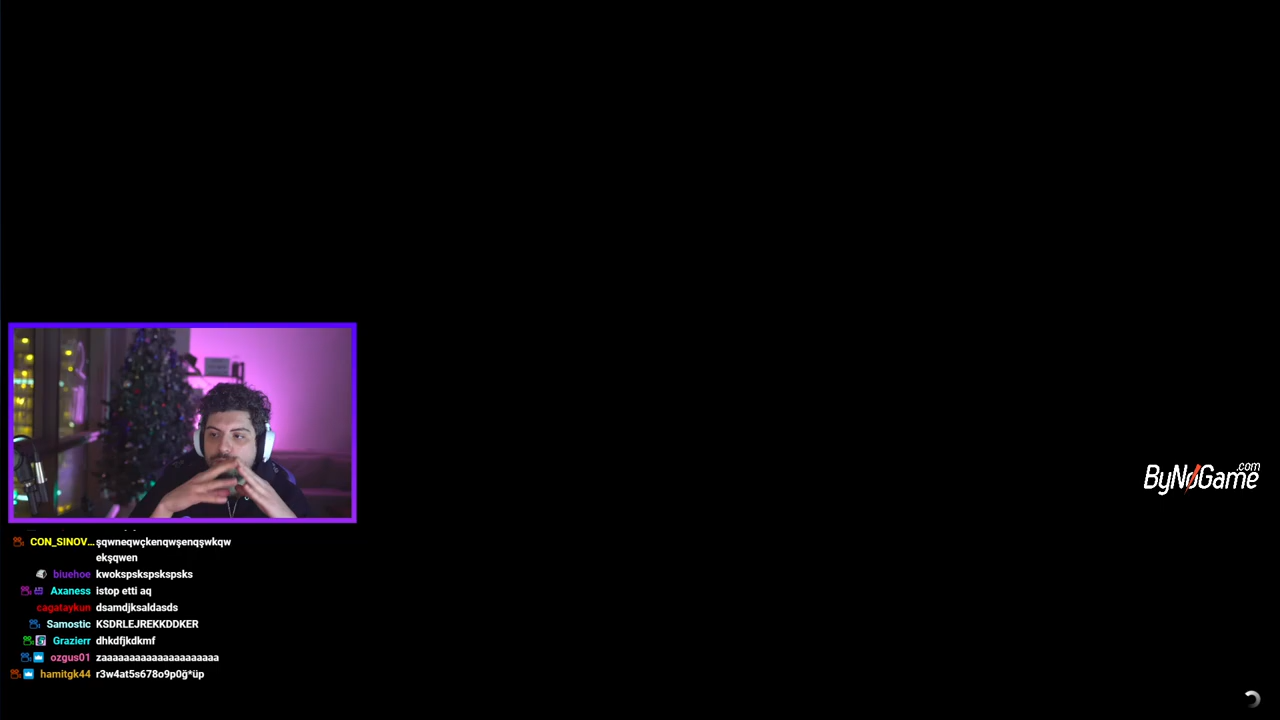 ByNoGame
.com
CON_SINOV... şqwneqwçkenqwşenqşwkqw
ekşqwen
biuehoe kwokspskspskspsks
Axaness istop etti aq
cagataykun dsamdjksaldasds
Samostic KSDRLEJREKKDDKER
Grazierr dhkdfjkdkmf
ozgus01 zaaaaaaaaaaaaaaaaaaaaa
hamitgk44 r3w4at5s678o9p0ğ*üp